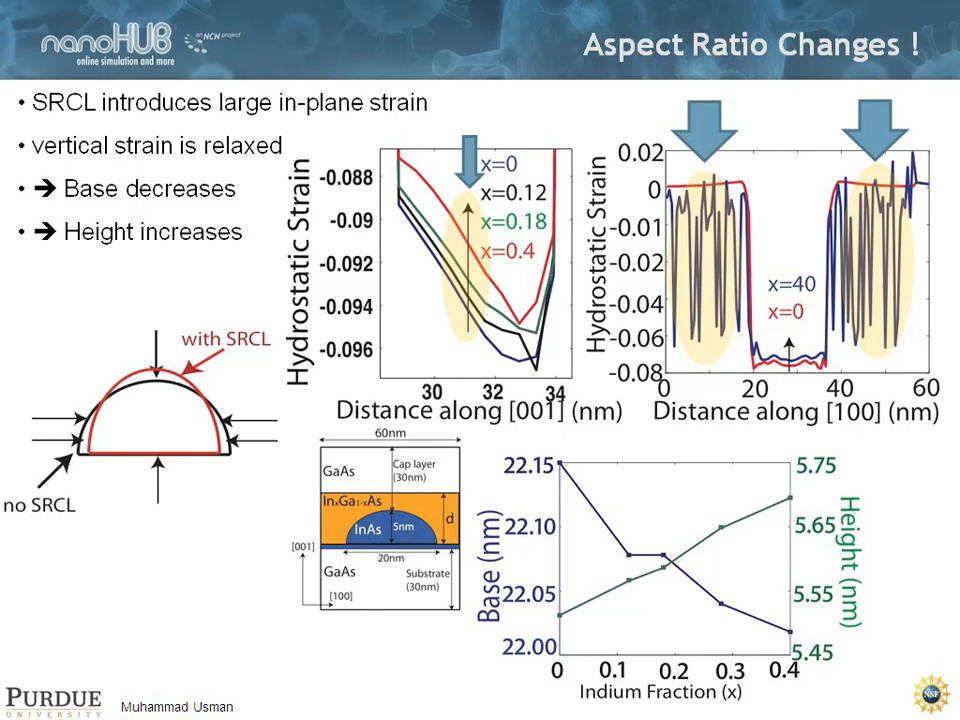 nanoHUB
an NCN project
online simulation and more
Aspect Ratio Changes !
• SRCL introduces large in-plane strain
• vertical strain is relaxed
• ➔ Base decreases
• ➔ Height increases
Hydrostatic Strain
-0.088
-0.09
-0.092
-0.094
-0.096
x=0
x=0.12
x=0.18
x=0.4
30 32 34
Distance along [001] (nm)
Hydrostatic Strain
0.02
0
-0.01
-0.02
-0.04
-0.06
-0.08
x=40
x=0
0 20 40 60
Distance along [100] (nm)
with SRCL
no SRCL
60nm
GaAs
Cap layer
(30nm)
InxGa1-xAs
InAs
5nm
d
[001]
20nm
GaAs
Substrate
(30nm)
[100]
Base (nm)
22.15
22.10
22.05
22.00
5.75
5.65
5.55
5.45
Height (nm)
0 0.1 0.2 0.3 0.4
Indium Fraction (x)
PURDUE
UNIVERSITY
Muhammad Usman
NSF